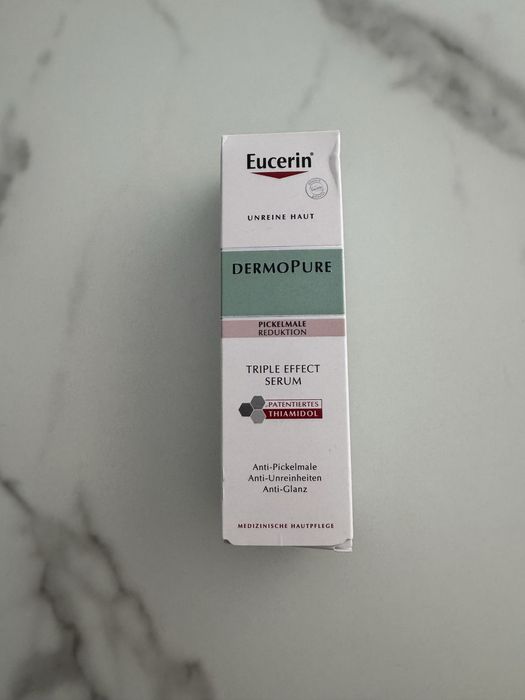 Eucerin®
UNREINE HAUT
DERMOPURE
PICKELMALE
REDUKTION
TRIPLE EFFECT
SERUM
PATENTIERTES
THIAMIDOL
Anti-Pickelmale
Anti-Unreinheiten
Anti-Glanz
MEDIZINISCHE HAUTPFLEGE